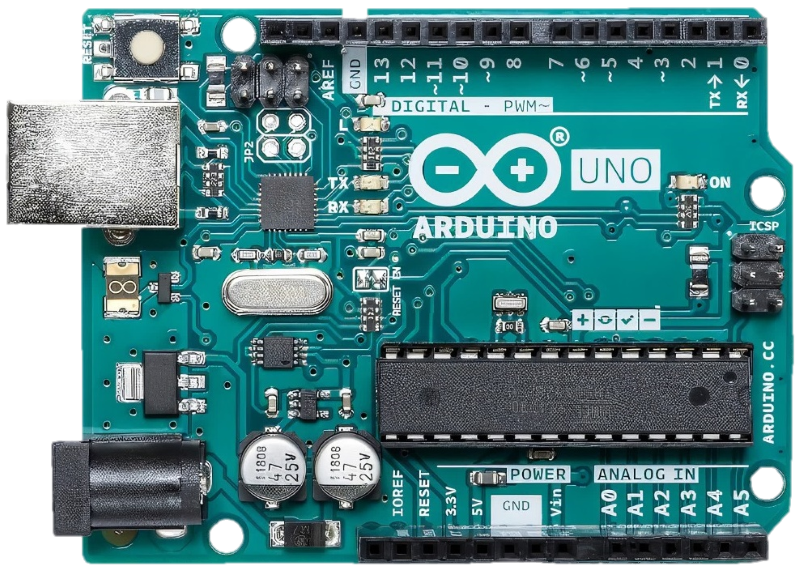 RESET
AREF
GND
13
12
~11
~10
~9
8
7
~6
~5
4
~3
2
TX→1
RX←0
DIGITAL - PWM~
JP2
L
TX
RX
®
UNO
ARDUINO
ON
ICSP
RESET EN
8
ARDUINO.CC
1808
47
25V
1808
47
25V
IOREF
RESET
3.3V
5V
GND
Vin
POWER
ANALOG IN
A0
A1
A2
A3
A4
A5